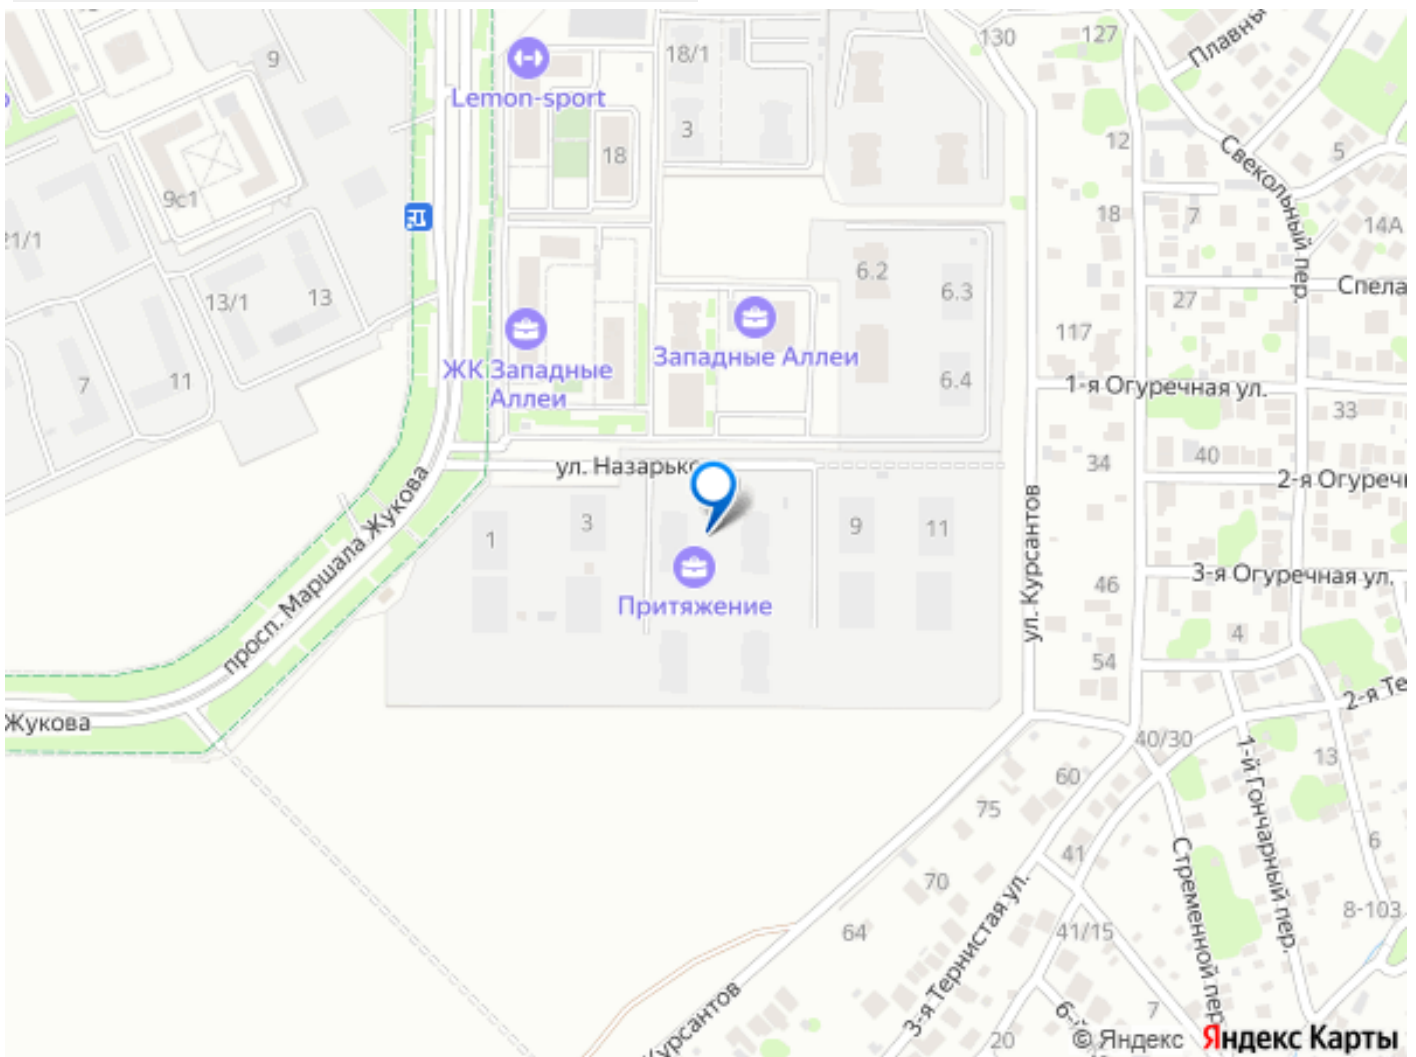 130
127
Плавны
9
18/1
Lemon-sport
3
12
18
5
Свекольный пер.
9с1
18
7
14А
21/1
6.2
6.3
Спела
13/1
13
27
117
Западные Аллеи
ЖК Западные
Аллеи
7
11
6.4
1-я Огуречная ул.
33
ул. Назарько
34
40
2-я Огуречн
просп. Маршала Жукова
1
3
9
11
ул. Курсантов
46
3-я Огуречная ул.
Притяжение
4
54
2-я Те
Жукова
40/30
13
1-й Гончарный пер.
60
75
6
41
Стременной пер
70
8-103
64
41/15
3-я Тернистая ул.
Курсантов
7
6-й
20
© Яндекс Яндекс Карты